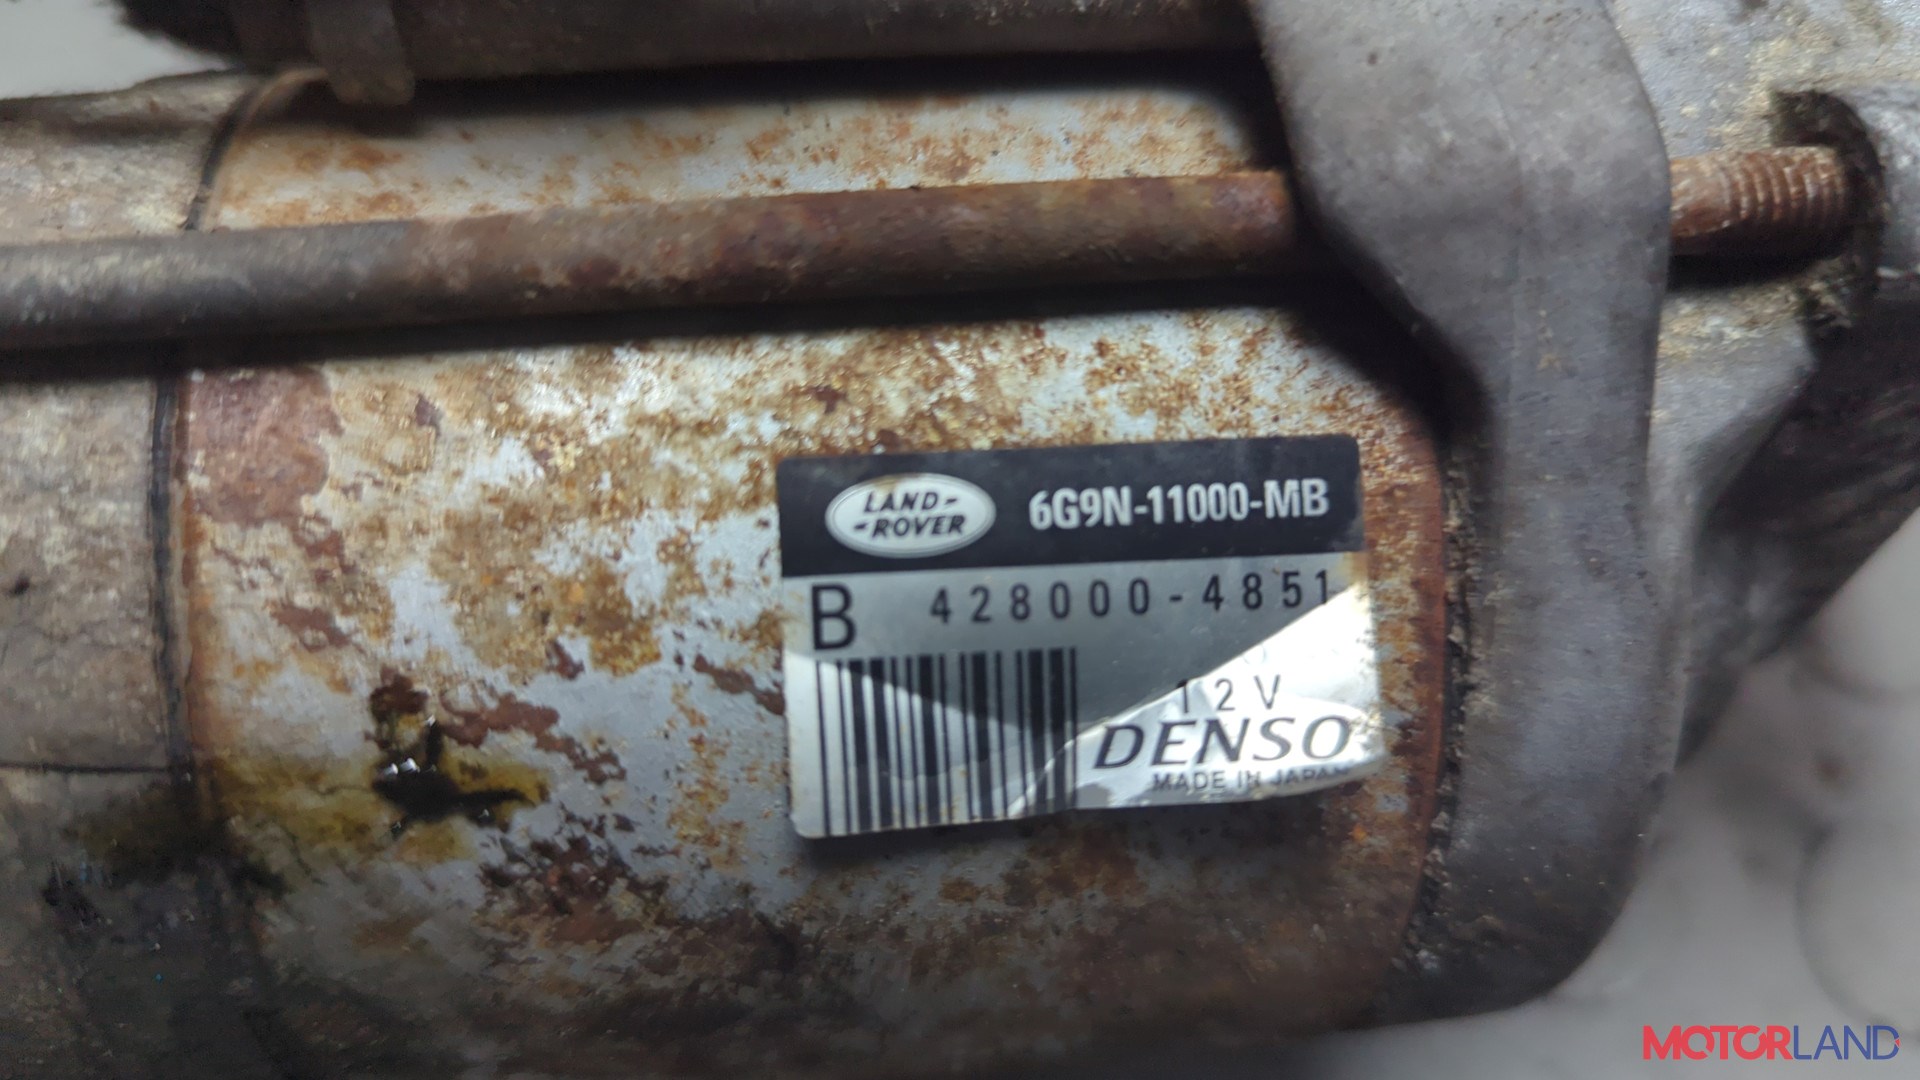 LAND-
-ROVER
6G9N-11000-MB
B 428000-4851
12V
DENSO
MADE IN JAPAN
MOTORLAND